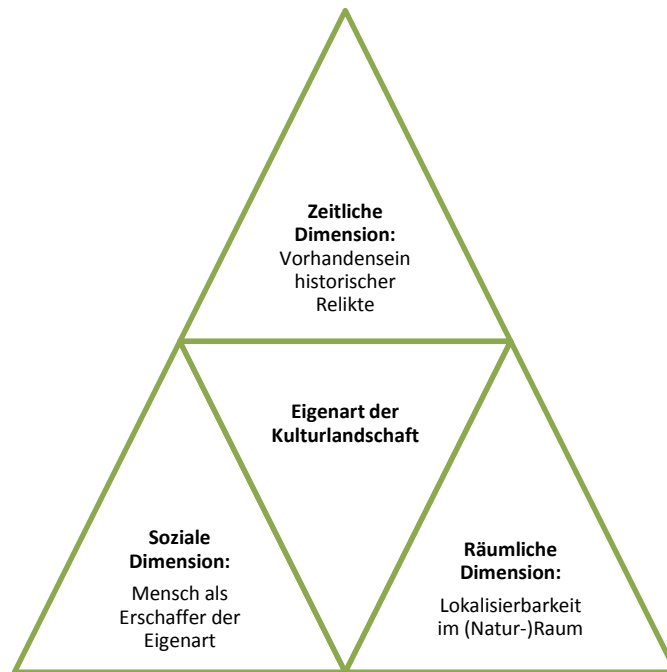 Zeitliche
Dimension:
Vorhandensein
historischer
Relikte
Eigenart der
Kulturlandschaft
Soziale
Dimension:
Mensch als
Erschaffer der
Eigenart
Räumliche
Dimension:
Lokalisierbarkeit
im (Natur-)Raum